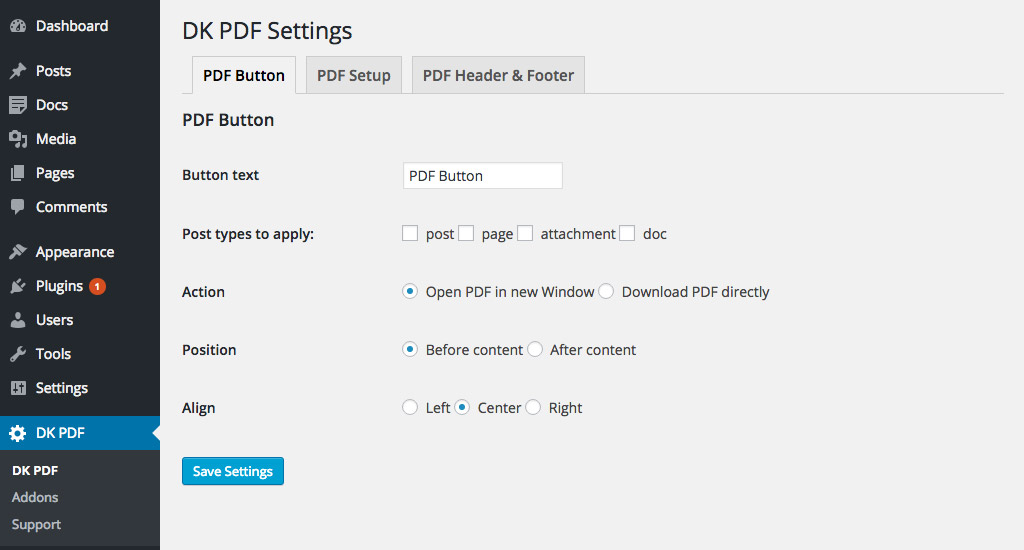 Dashboard
Posts
Docs
Media
Pages
Comments
Appearance
Plugins 1
Users
Tools
Settings
DK PDF
DK PDF
Addons
Support
DK PDF Settings
PDF Button PDF Setup PDF Header & Footer
PDF Button
Button text PDF Button
Post types to apply: post page attachment doc
Action Open PDF in new Window Download PDF directly
Position Before content After content
Align Left Center Right
Save Settings